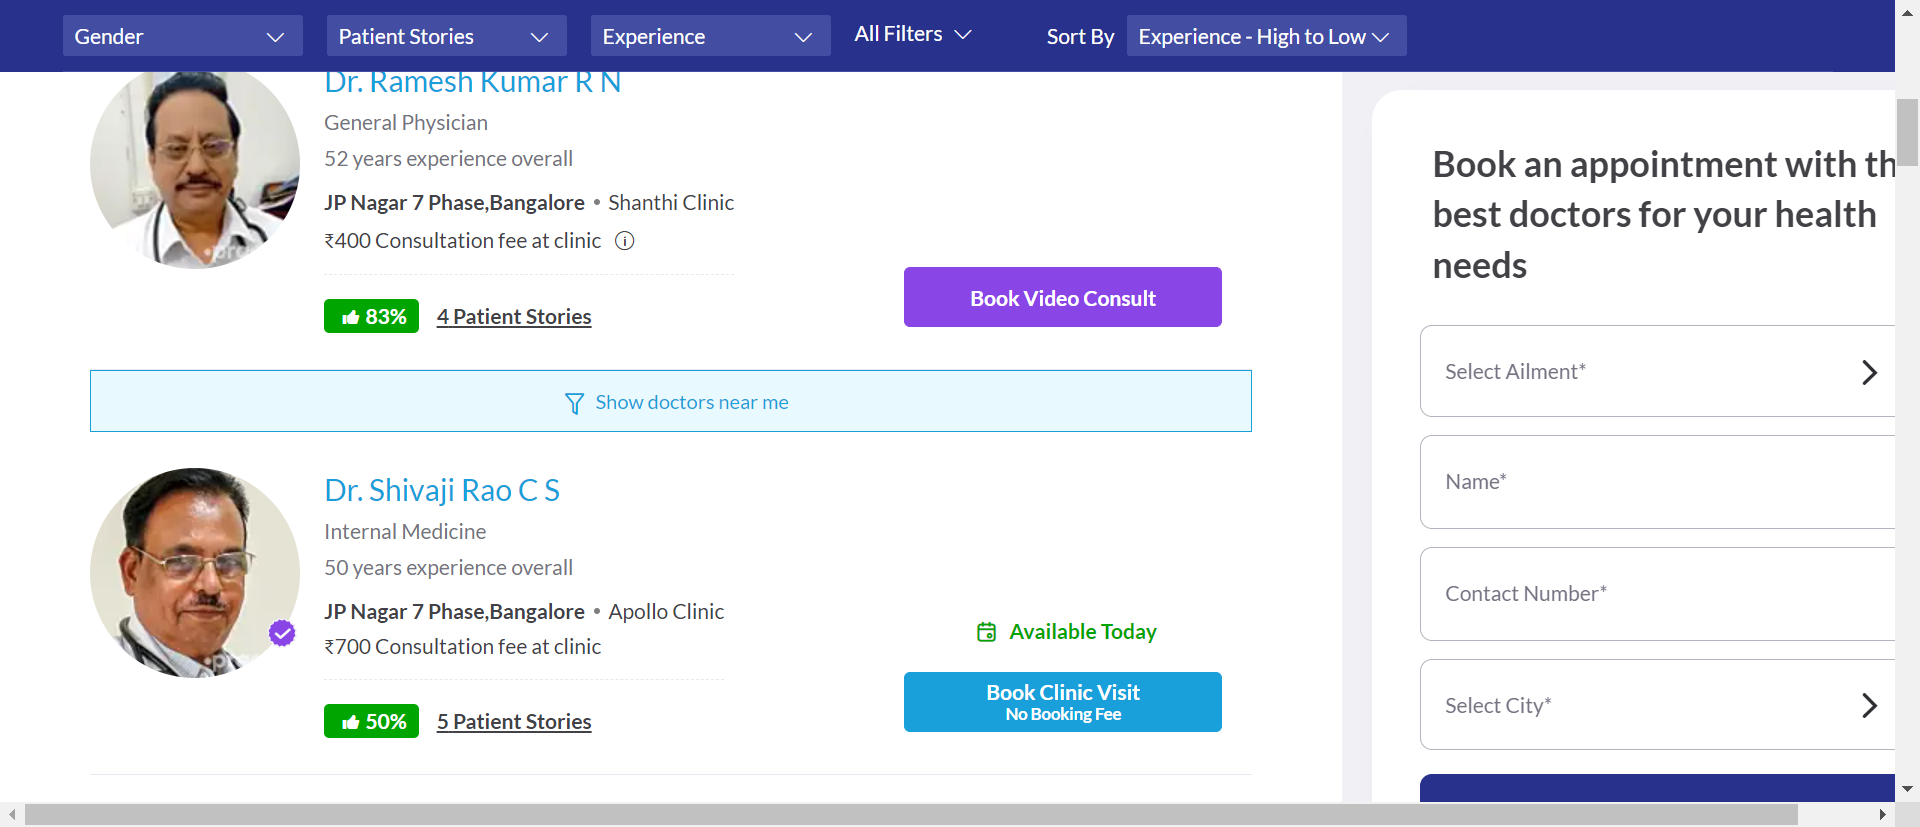 Gender
Patient Stories
Experience
All Filters
Sort By
Experience - High to Low
Dr. Ramesh Kumar R N
General Physician
52 years experience overall
JP Nagar 7 Phase,Bangalore • Shanthi Clinic
₹400 Consultation fee at clinic
83%
4 Patient Stories
Book Video Consult
Show doctors near me
Dr. Shivaji Rao C S
Internal Medicine
50 years experience overall
JP Nagar 7 Phase,Bangalore • Apollo Clinic
₹700 Consultation fee at clinic
50%
5 Patient Stories
Available Today
Book Clinic Visit
No Booking Fee
Book an appointment with th
best doctors for your health
needs
Select Ailment*
Name*
Contact Number*
Select City*